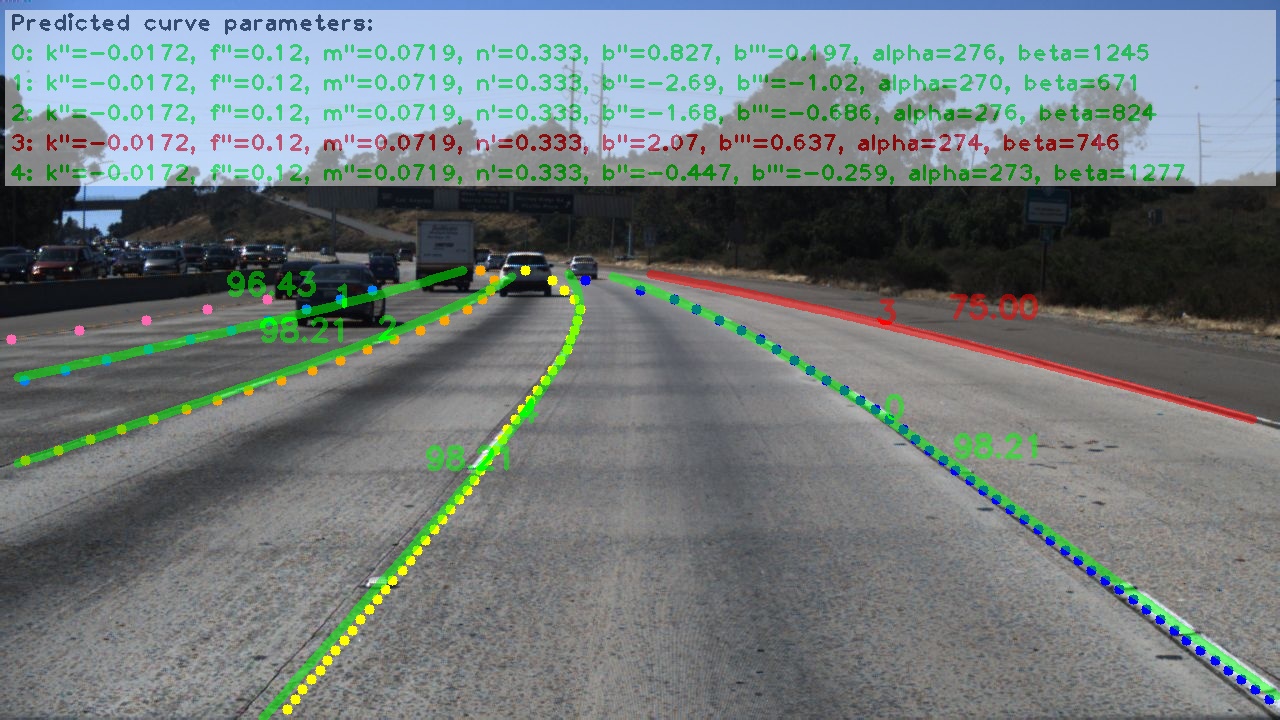 Predicted curve parameters:
0: k"=-0.0172, f"=0.12, m"=0.0719, n'=0.333, b"=0.827, b"'=0.197, alpha=276, beta=1245
1: k"=-0.0172, f"=0.12, m"=0.0719, n'=0.333, b"=-2.69, b"'=-1.02, alpha=270, beta=671
2: k"=-0.0172, f"=0.12, m"=0.0719, n'=0.333, b"=-1.68, b"'=-0.686, alpha=276, beta=824
3: k"=-0.0172, f"=0.12, m"=0.0719, n'=0.333, b"=2.07, b"'=0.637, alpha=274, beta=746
4: k"=-0.0172, f"=0.12, m"=0.0719, n'=0.333, b"=-0.447, b"'=-0.259, alpha=273, beta=1277
96.43 1
3 75.00
98.21 2
0
4
98.21
98.21